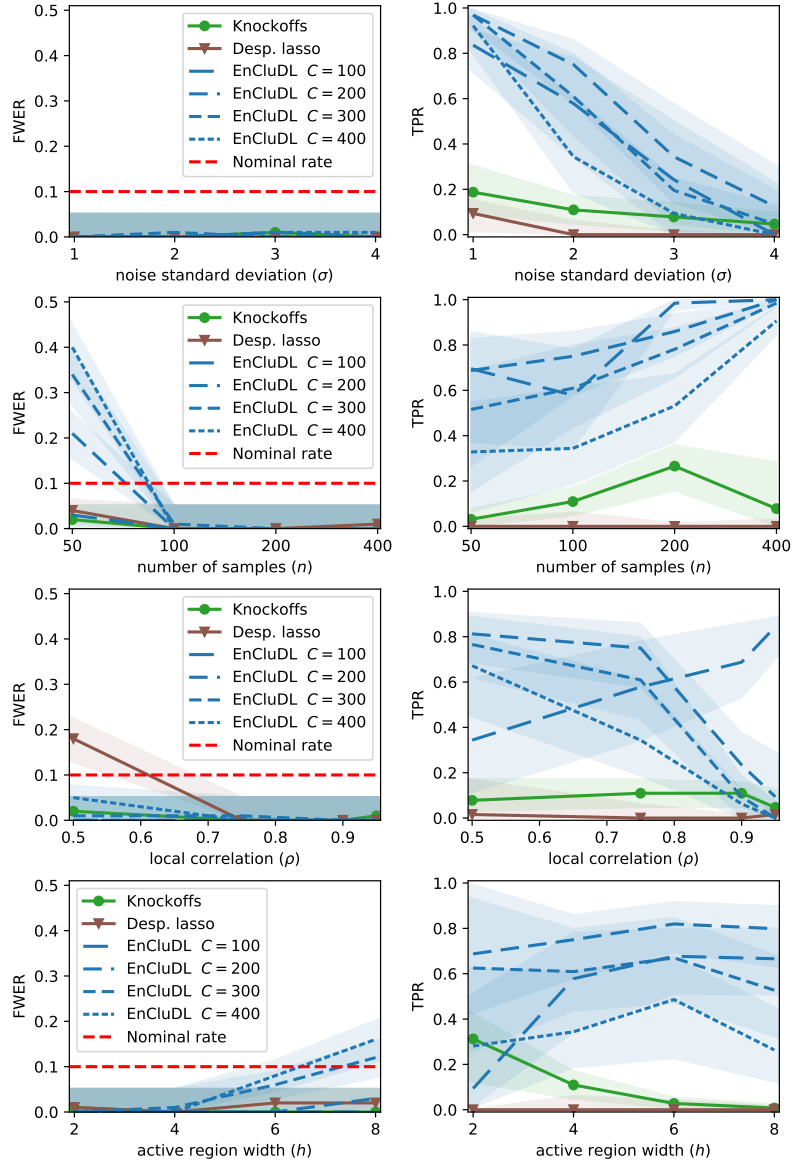 0.5
0.4
0.3
0.2
0.1
0.0
FWER
Knockoffs
Desp. lasso
EnCluDL C = 100
EnCluDL C = 200
EnCluDL C = 300
EnCluDL C = 400
Nominal rate
1 2 3 4
noise standard deviation (σ)
1.0
0.8
0.6
0.4
0.2
0.0
TPR
1 2 3 4
noise standard deviation (σ)
0.5
0.4
0.3
0.2
0.1
0.0
FWER
Knockoffs
Desp. lasso
EnCluDL C = 100
EnCluDL C = 200
EnCluDL C = 300
EnCluDL C = 400
Nominal rate
50 100 200 400
number of samples (n)
1.0
0.8
0.6
0.4
0.2
0.0
TPR
50 100 200 400
number of samples (n)
0.5
0.4
0.3
0.2
0.1
0.0
FWER
Knockoffs
Desp. lasso
EnCluDL C = 100
EnCluDL C = 200
EnCluDL C = 300
EnCluDL C = 400
Nominal rate
0.5 0.6 0.7 0.8 0.9
local correlation (ρ)
1.0
0.8
0.6
0.4
0.2
0.0
TPR
0.5 0.6 0.7 0.8 0.9
local correlation (ρ)
0.5
0.4
0.3
0.2
0.1
0.0
FWER
Knockoffs
Desp. lasso
EnCluDL C = 100
EnCluDL C = 200
EnCluDL C = 300
EnCluDL C = 400
Nominal rate
2 4 6 8
active region width (h)
1.0
0.8
0.6
0.4
0.2
0.0
TPR
2 4 6 8
active region width (h)